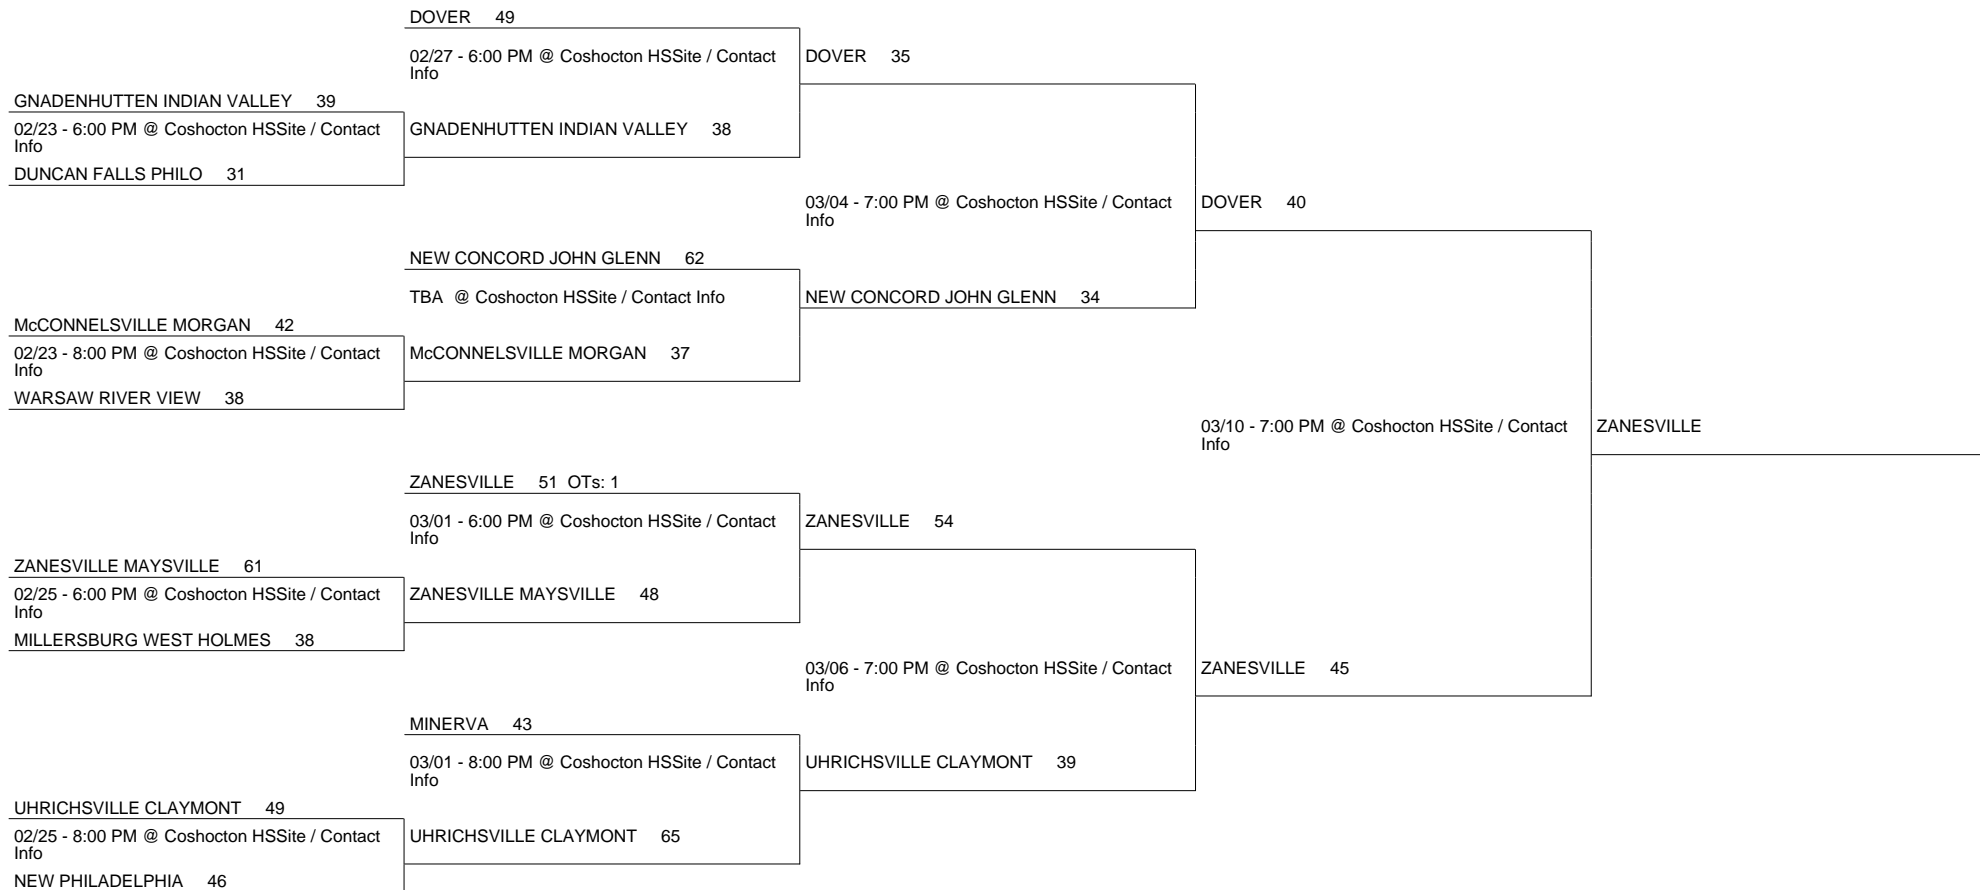 DOVER 49
02/27 - 6:00 PM @ Coshocton HSSite / Contact
Info
DOVER 35
GNADENHUTTEN INDIAN VALLEY 39
02/23 - 6:00 PM @ Coshocton HSSite / Contact
Info
GNADENHUTTEN INDIAN VALLEY 38
DUNCAN FALLS PHILO 31
03/04 - 7:00 PM @ Coshocton HSSite / Contact
Info
DOVER 40
NEW CONCORD JOHN GLENN 62
TBA @ Coshocton HSSite / Contact Info
NEW CONCORD JOHN GLENN 34
McCONNELSVILLE MORGAN 42
02/23 - 8:00 PM @ Coshocton HSSite / Contact
Info
McCONNELSVILLE MORGAN 37
WARSAW RIVER VIEW 38
03/10 - 7:00 PM @ Coshocton HSSite / Contact
Info
ZANESVILLE
ZANESVILLE 51 OTs: 1
03/01 - 6:00 PM @ Coshocton HSSite / Contact
Info
ZANESVILLE 54
ZANESVILLE MAYSVILLE 61
02/25 - 6:00 PM @ Coshocton HSSite / Contact
Info
ZANESVILLE MAYSVILLE 48
MILLERSBURG WEST HOLMES 38
03/06 - 7:00 PM @ Coshocton HSSite / Contact
Info
ZANESVILLE 45
MINERVA 43
03/01 - 8:00 PM @ Coshocton HSSite / Contact
Info
UHRICHSVILLE CLAYMONT 39
UHRICHSVILLE CLAYMONT 49
02/25 - 8:00 PM @ Coshocton HSSite / Contact
Info
UHRICHSVILLE CLAYMONT 65
NEW PHILADELPHIA 46